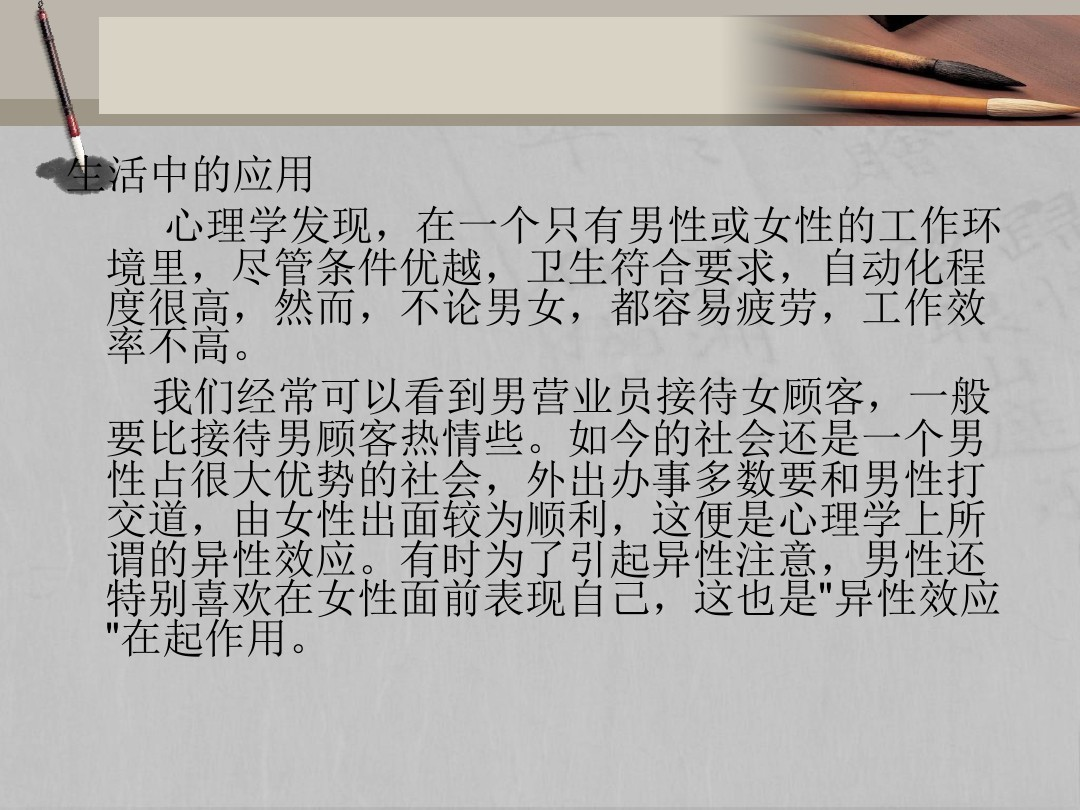 生活中的应用
心理学发现，在一个只有男性或女性的工作环
境里，尽管条件优越，卫生符合要求，自动化程
度很高，然而，不论男女，都容易疲劳，工作效
率不高。
我们经常可以看到男营业员接待女顾客，一般
要比接待男顾客热情些。如今的社会还是一个男
性占很大优势的社会，外出办事多数要和男性打
交道，由女性出面较为顺利，这便是心理学上所
谓的异性效应。有时为了引起异性注意，男性还
特别喜欢在女性面前表现自己，这也是"异性效应
"在起作用。